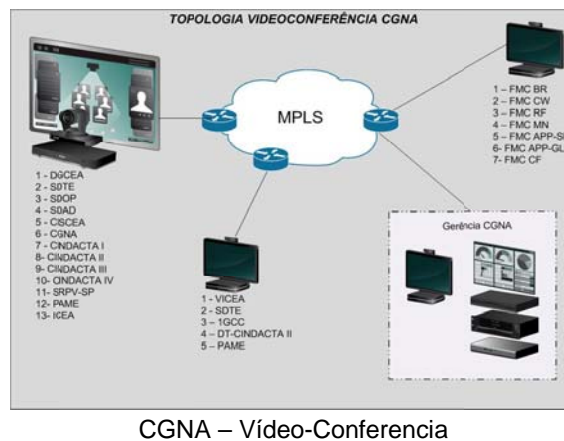 TOPOLOGIA VIDEOCONFERÊNCIA CGNA
MPLS
1 - DGCEA
2 - SDTE
3 - SDOP
4 - SDAD
5 - CISCEA
6 - CGNA
7 - CINDACTA I
8- CINDACTA II
9- CINDACTA III
10- CINDACTA IV
11- SRPV-SP
12- PAME
13- ICEA
1 - VICEA
2 - SDTE
3 - 1GCC
4 – DT-CINDACTA II
5 – PAME
1 – FMC BR
2 – FMC CW
3 – FMC RF
4 – FMC MN
5 – FMC APP-S
6- FMC APP-GL
7- FMC CF
Gerência CGNA
CGNA – Vídeo-Conferencia